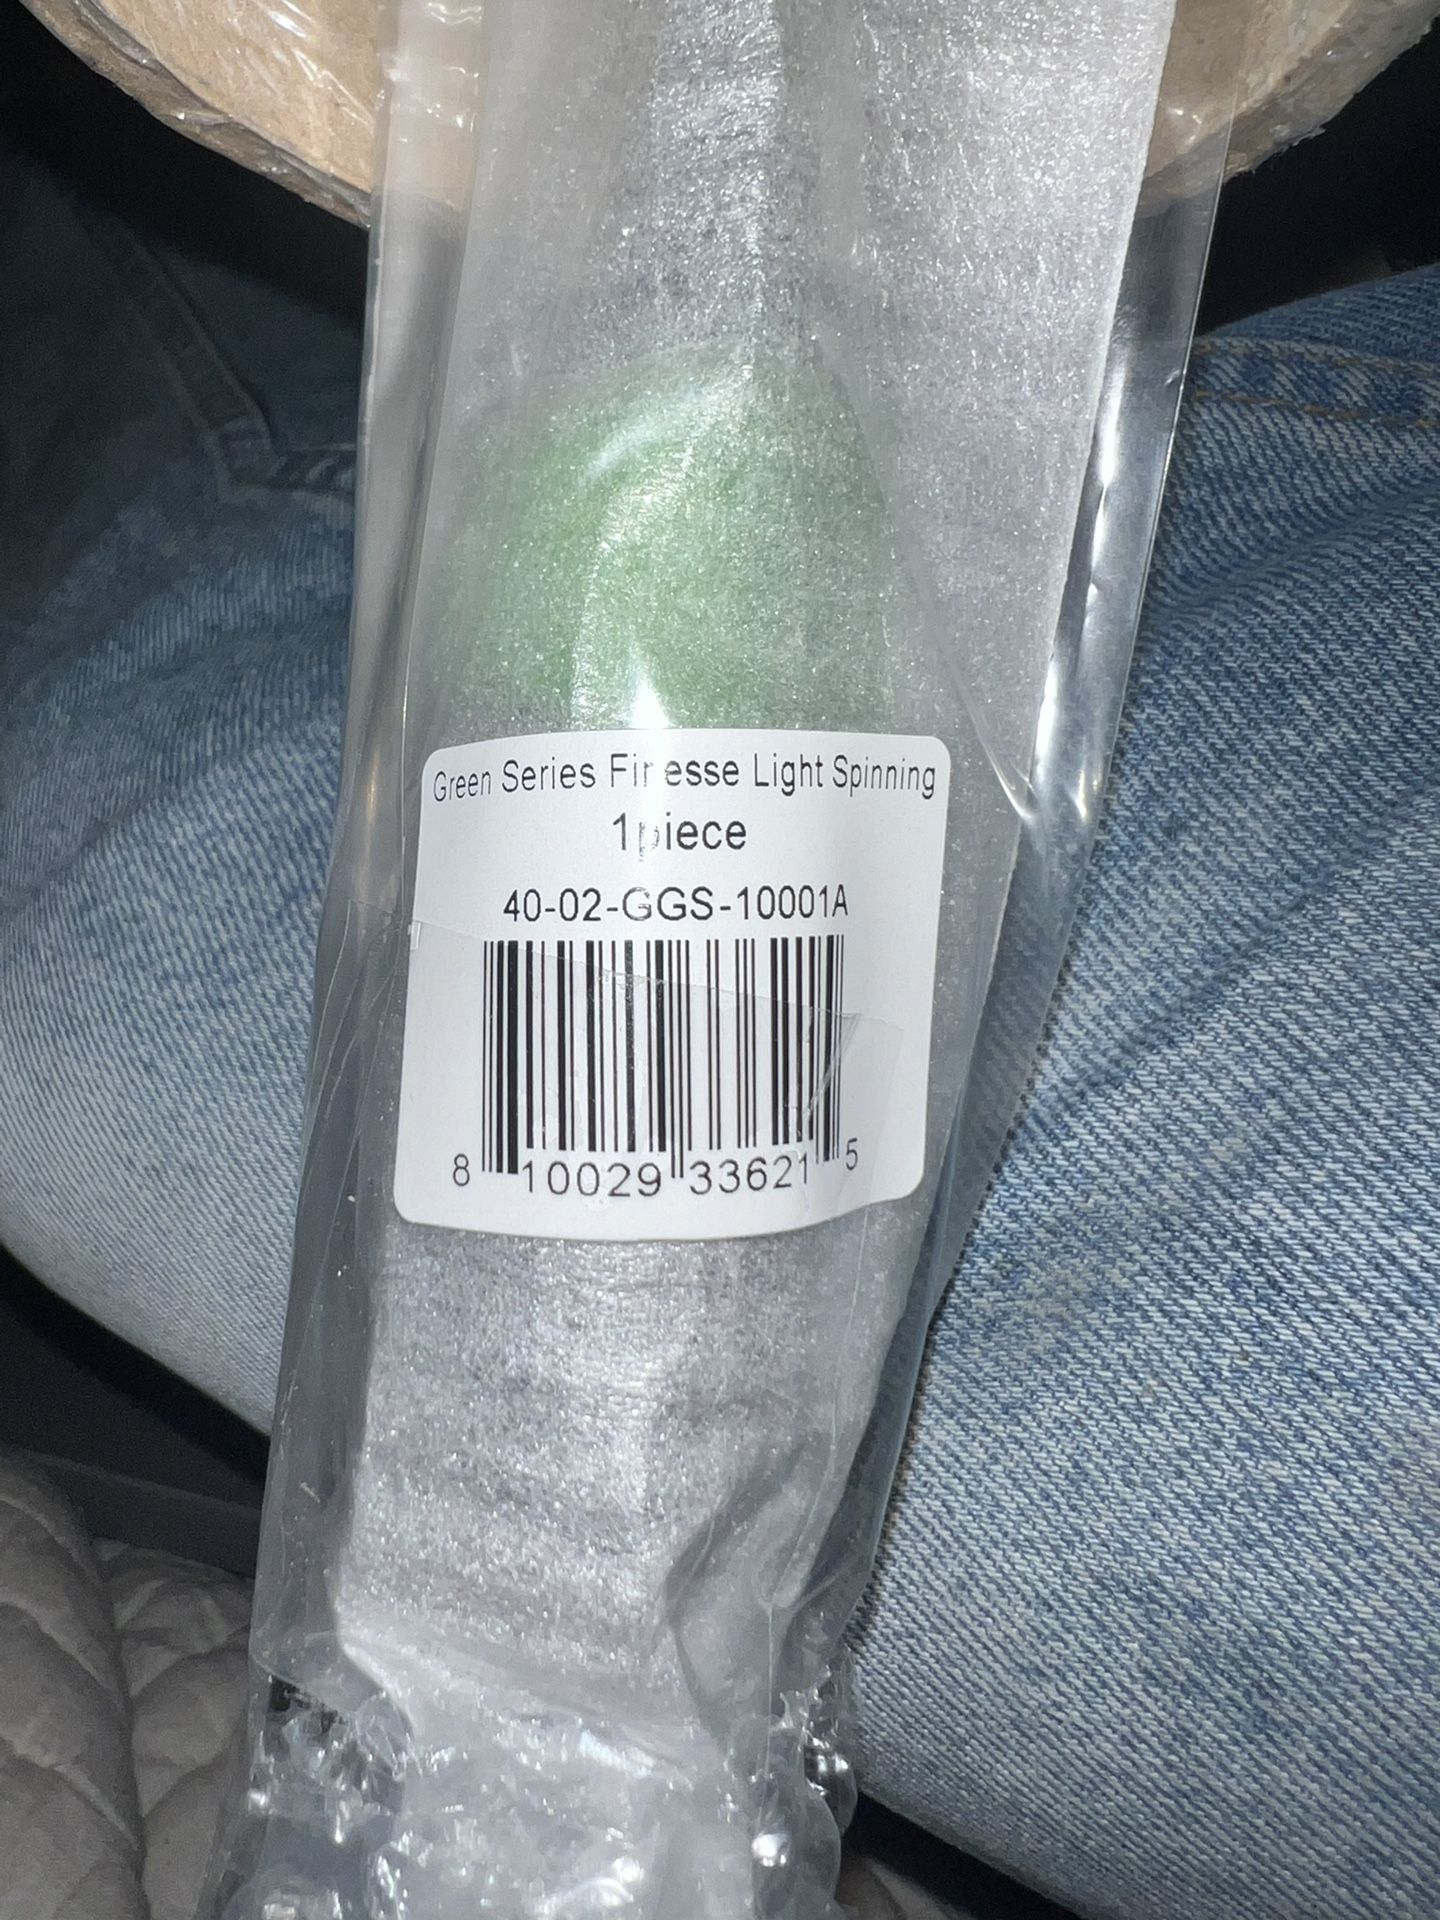 Green Series Finesse Light Spinning
1piece
40-02-GGS-10001A
8 10029 33621 5